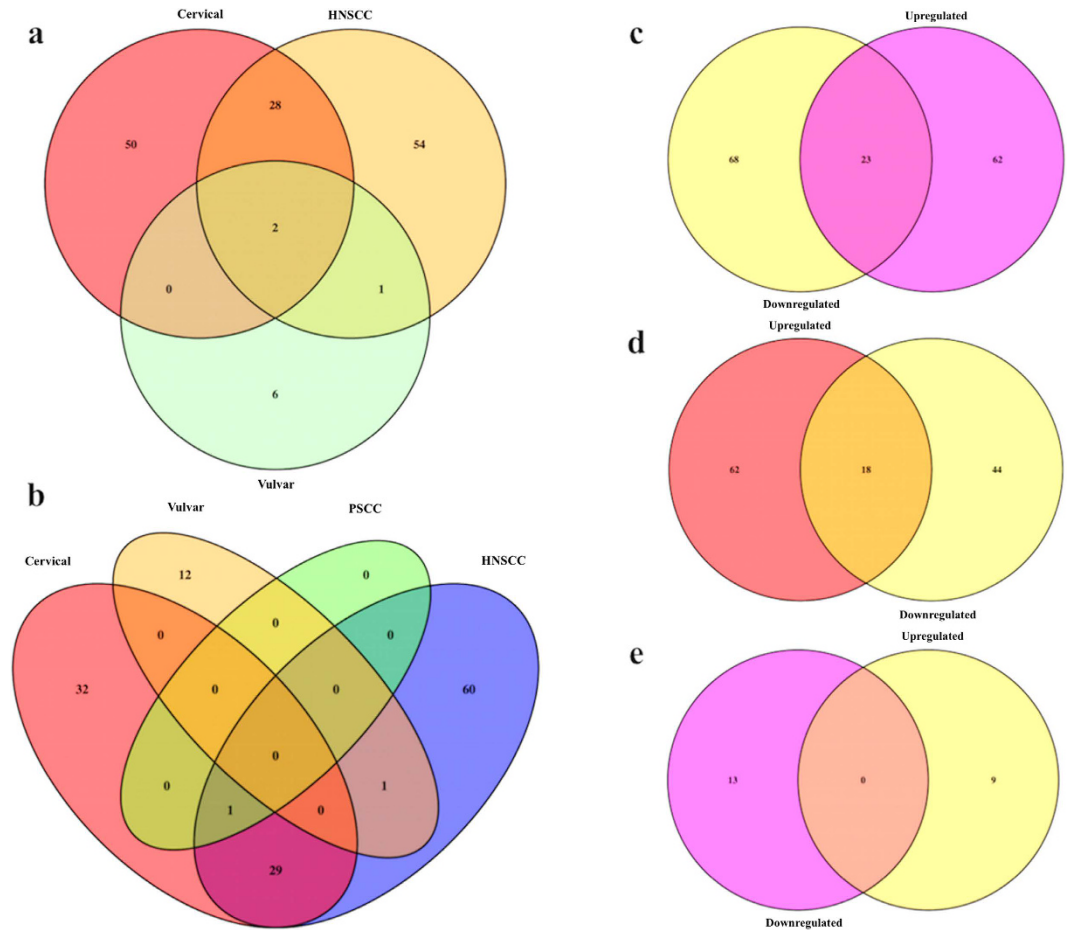 a
Cervical
HNSCC
50
28
54
2
0
1
6
Vulvar
b
Vulvar
PSCC
Cervical
HNSCC
12
0
0
0
0
32
0
0
60
0
0
1
0
1
29
c
Upregulated
68
23
62
Downregulated
d
Upregulated
62
18
44
Downregulated
e
Upregulated
13
0
9
Downregulated